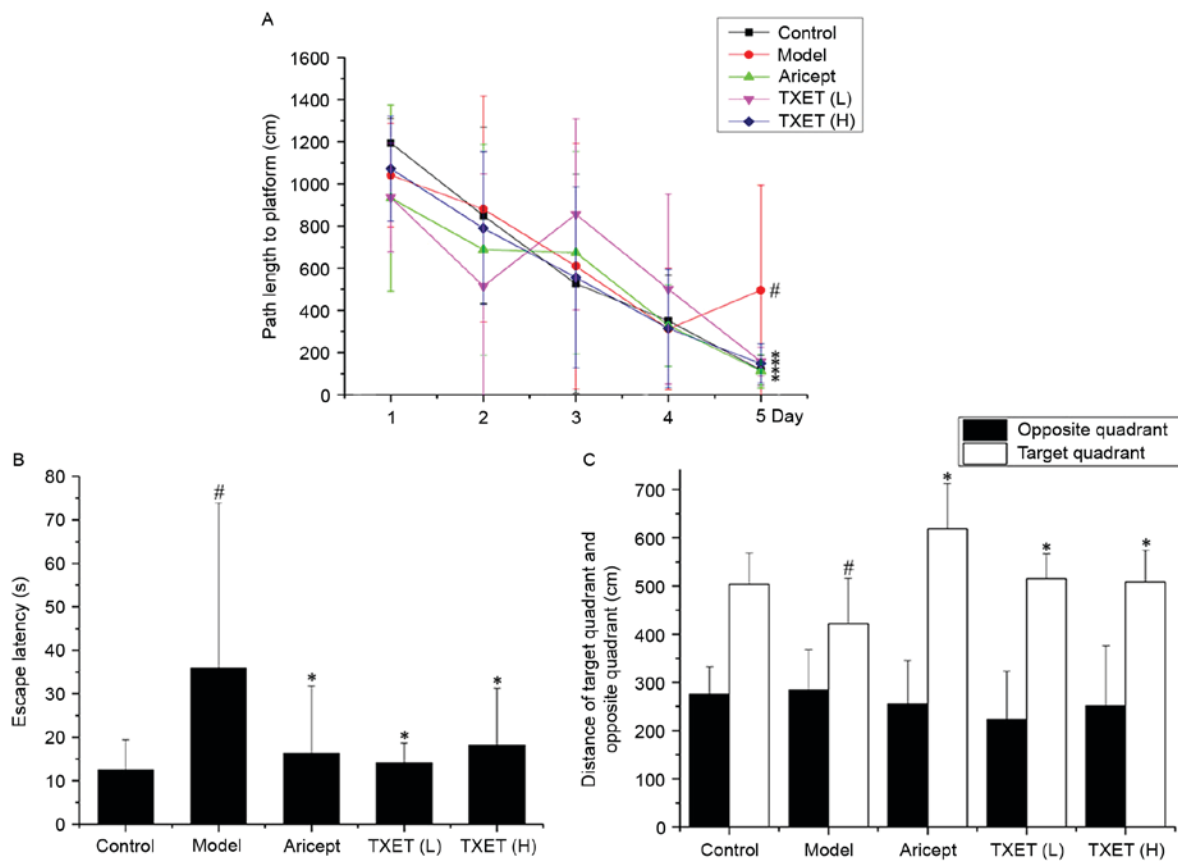 A
Control
Model
Aricept
TXET (L)
TXET (H)
Path length to platform (cm)
1600
1400
1200
1000
800
600
400
200
0
1 2 3 4 5 Day
#
****
B
Escape latency (s)
80
70
60
50
40
30
20
10
0
#
*
*
*
Control Model Aricept TXET (L) TXET (H)
Opposite quadrant
Target quadrant
C
Distance of target quadrant and
opposite quadrant (cm)
700
600
500
400
300
200
100
0
#
*
*
*
Control Model Aricept TXET (L) TXET (H)